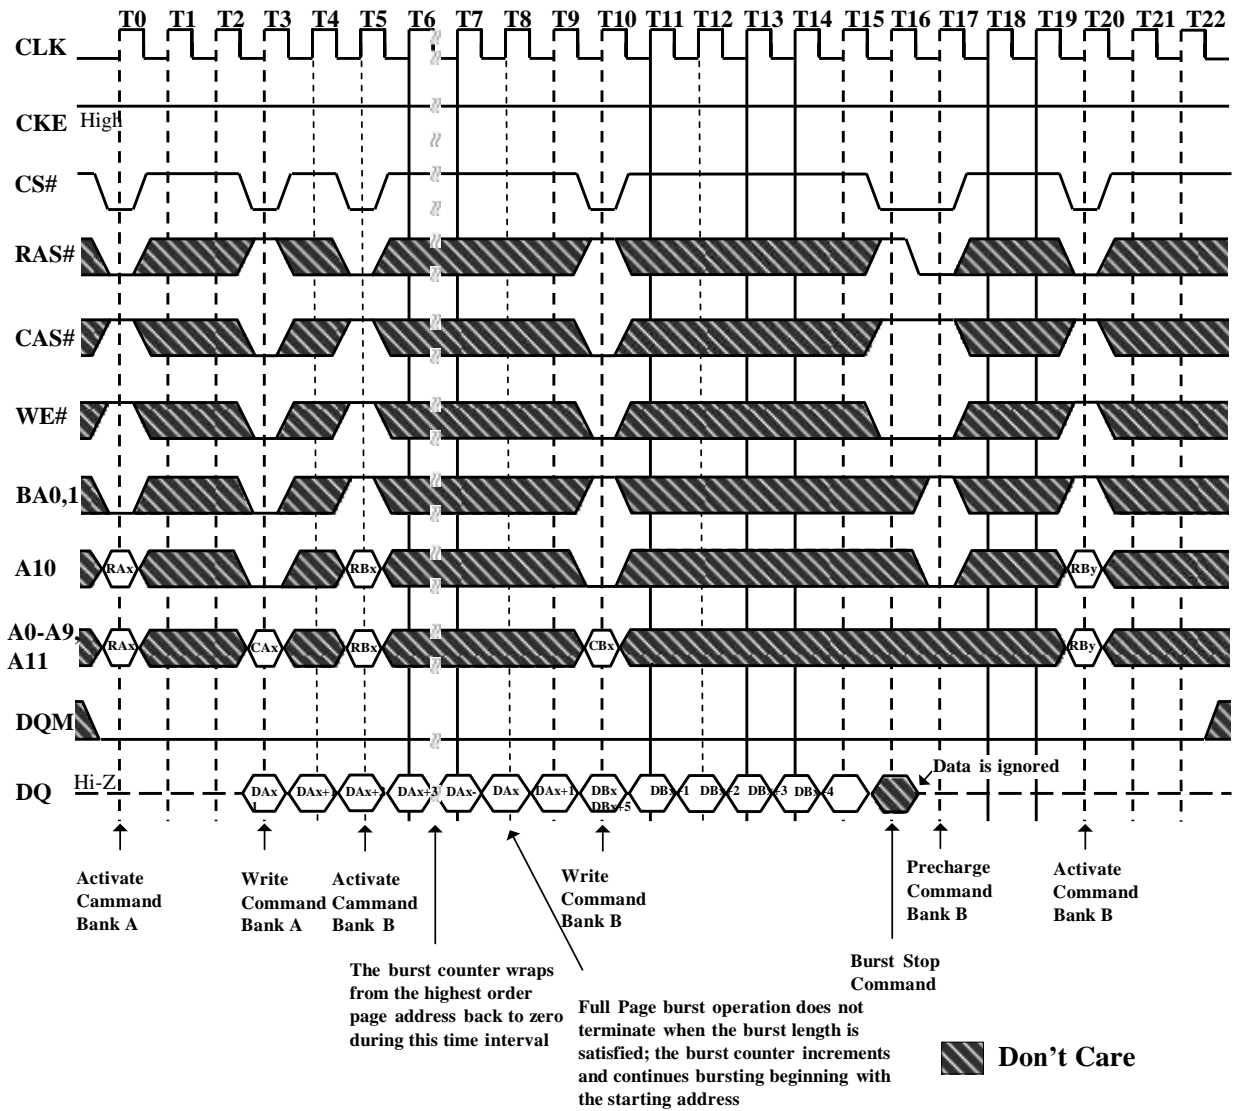 T0 T1 T2 T3 T4 T5 T6 T7 T8 T9 T10 T11 T12 T13 T14 T15 T16 T17 T18 T19 T20 T21 T22
CLK
CKE High
CS#
RAS#
CAS#
WE#
BA0,1
A10 RAx RBx RBy
A0-A9,
A11
RAx CAx RBx CBx RBy
DQM
DQ Hi-Z
DAx DAx+1 DAx+2 DAx+3 DAx- DAx DAx+1 DBx DBx+1 DBx+2 DBx+3 DBx+4
1 DBx+5
Data is ignored
Activate
Cammand
Bank A
Write
Command
Bank A
Activate
Cammand
Bank B
Write
Command
Bank B
Precharge
Command
Bank B
Activate
Command
Bank B
The burst counter wraps
from the highest order
page address back to zero
during this time interval
Burst Stop
Command
Full Page burst operation does not
terminate when the burst length is
satisfied; the burst counter increments
and continues bursting beginning with
the starting address
Don't Care